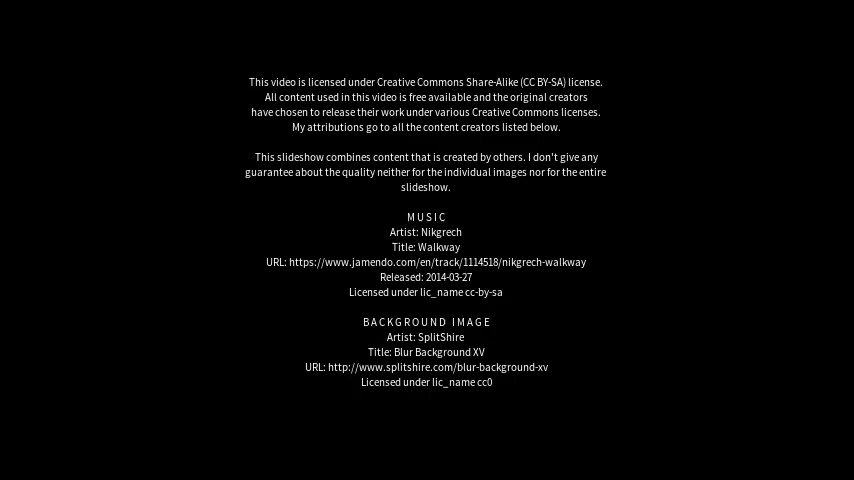 This video is licensed under Creative Commons Share-Alike (CC BY-SA) license.
All content used in this video is free available and the original creators
have chosen to release their work under various Creative Commons licenses.
My attributions go to all the content creators listed below.
This slideshow combines content that is created by others. I don't give any
guarantee about the quality neither for the individual images nor for the entire
slideshow.
MUSIC
Artist: Nikgrech
Title: Walkway
URL: https://www.jamendo.com/en/track/1114518/nikgrech-walkway
Released: 2014-03-27
Licensed under lic_name cc-by-sa
BACKGROUND IMAGE
Artist: SplitShire
Title: Blur Background XV
URL: http://www.splitshire.com/blur-background-xv
Licensed under lic_name cc0